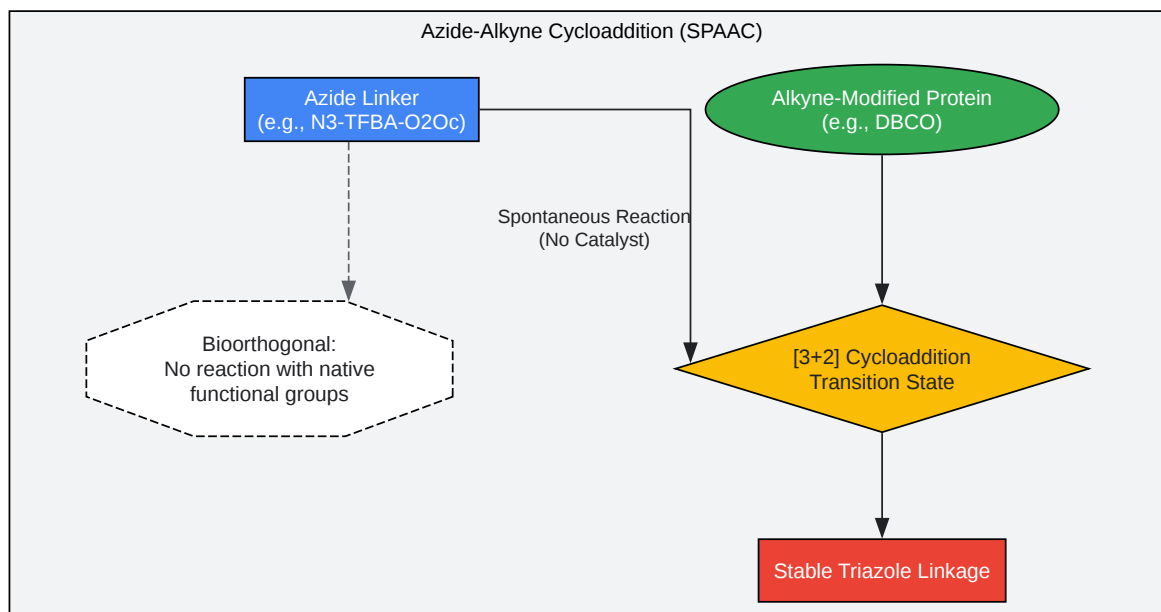 Azide-Alkyne Cycloaddition (SPAAC)
Azide Linker
(e.g., N3-TFBA-O2Oc)
Alkyne-Modified Protein
(e.g., DBCO)
Spontaneous Reaction
(No Catalyst)
Bioorthogonal:
No reaction with native
functional groups
[3+2] Cycloaddition
Transition State
Stable Triazole Linkage